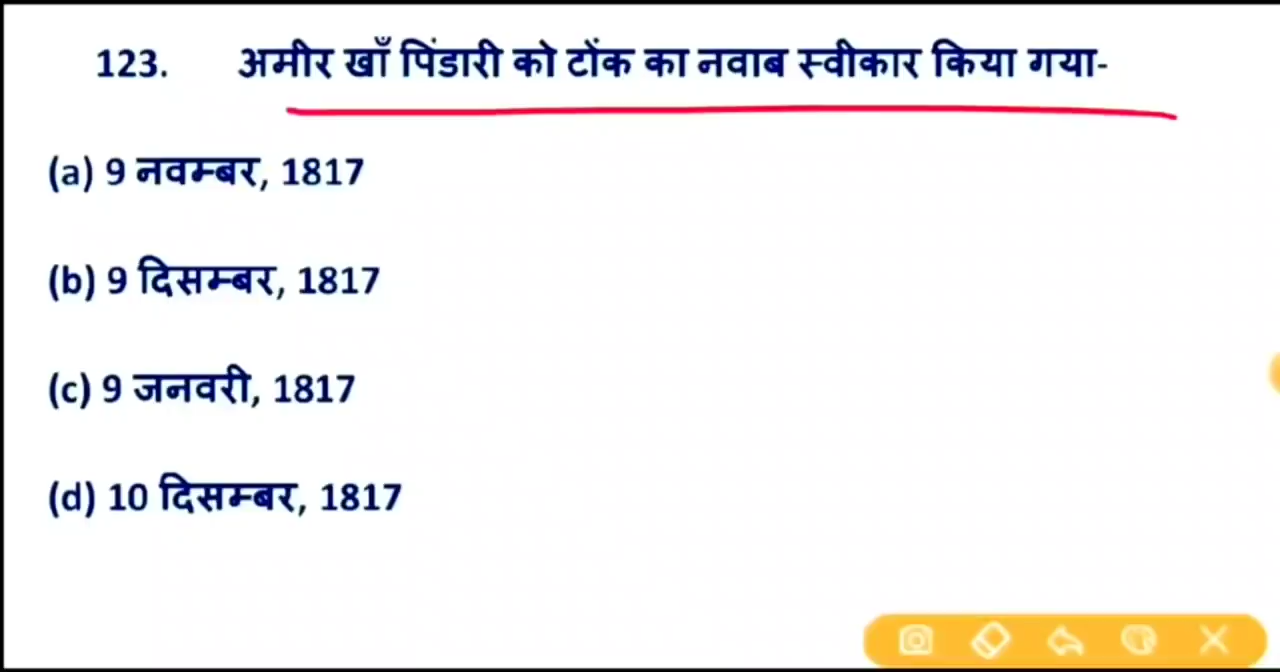 123. अमीर खाँ पिंडारी को टोंक का नवाब स्वीकार किया गया-
(a) 9 नवम्बर, 1817
(b) 9 दिसम्बर, 1817
(c) 9 जनवरी, 1817
(d) 10 दिसम्बर, 1817